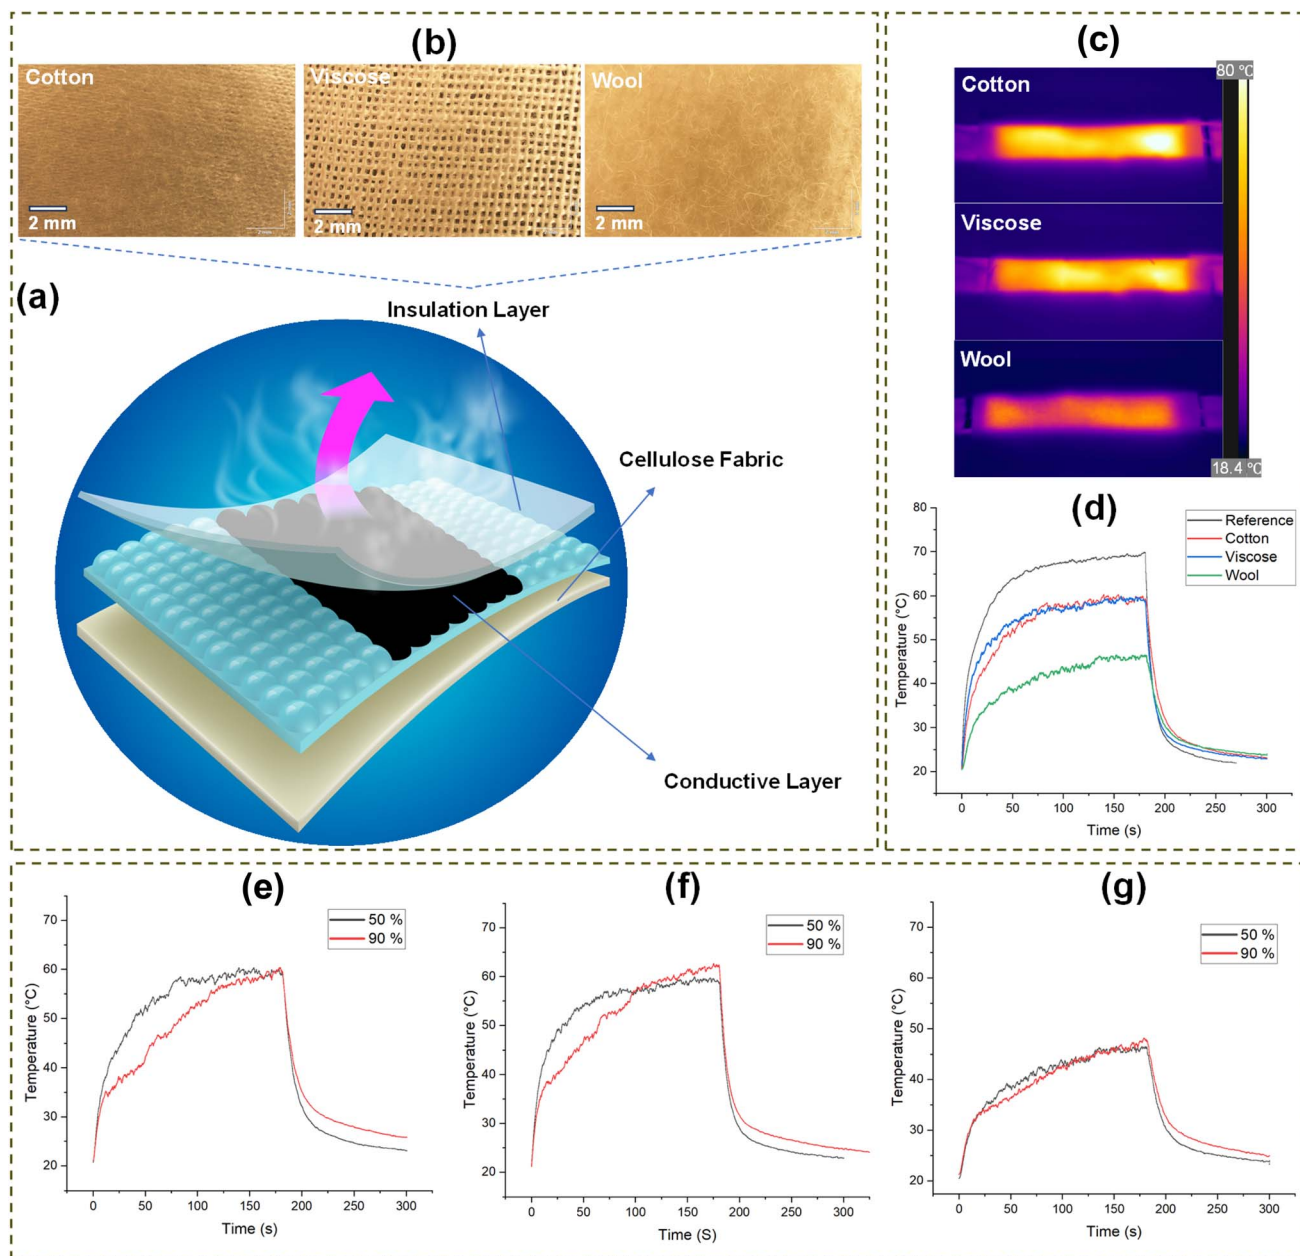 (b)
Cotton
Viscose
Wool
2 mm
2 mm
2 mm
(a)
Insulation Layer
Cellulose Fabric
Conductive Layer
(c)
80 ℃
Cotton
Viscose
Wool
18.4 ℃
(d)
Reference
Cotton
Viscose
Wool
Temperature (°C)
80
70
60
50
40
30
20
0 50 100 150 200 250 300
Time (s)
(e)
50 %
90 %
Temperature (°C)
70
60
50
40
30
20
0 50 100 150 200 250 300
Time (s)
(f)
50 %
90 %
Temperature (°C)
70
60
50
40
30
20
0 50 100 150 200 250 300
Time (S)
(g)
50 %
90 %
Temperature (°C)
70
60
50
40
30
20
0 50 100 150 200 250 300
Time (s)